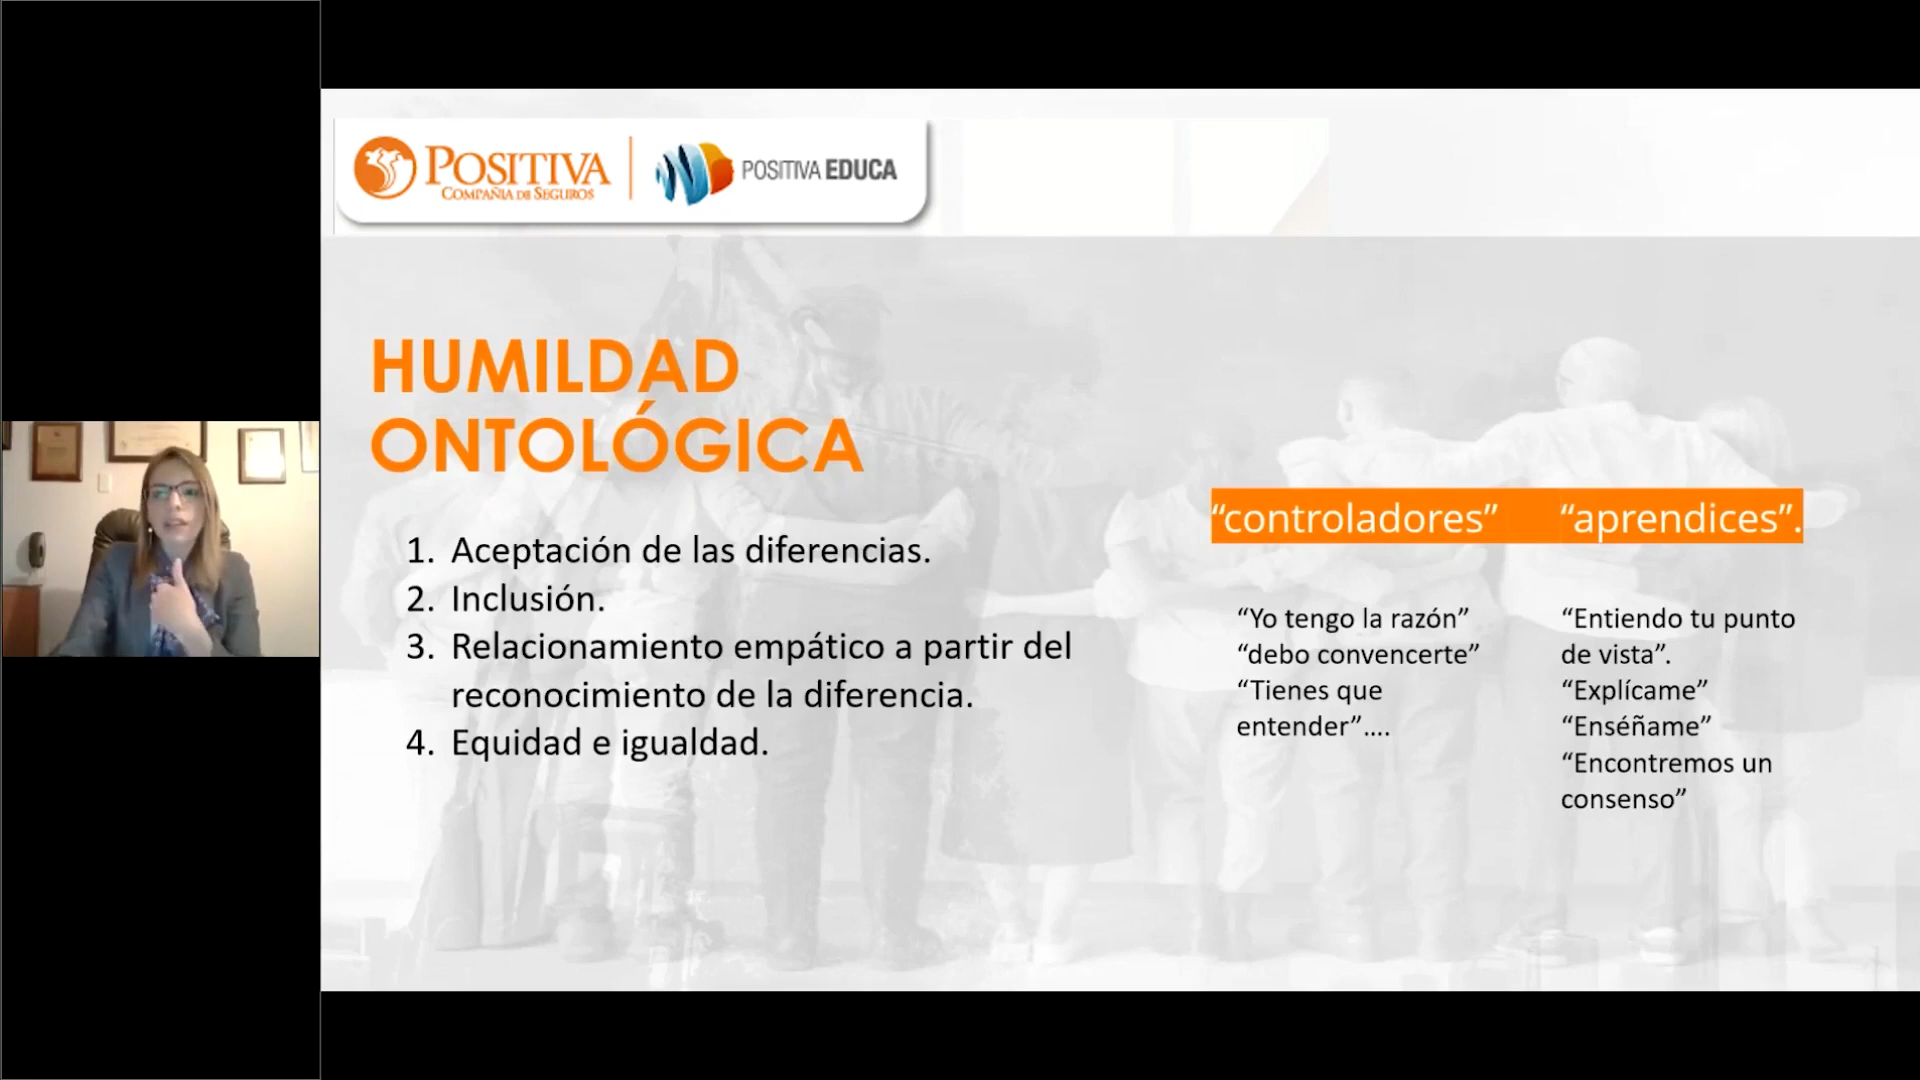 POSITIVA
COMPAÑIA DE SEGUROS
POSITIVA EDUCA
HUMILDAD
ONTOLÓGICA
1. Aceptación de las diferencias.
2. Inclusión.
3. Relacionamiento empático a partir del
reconocimiento de la diferencia.
4. Equidad e igualdad.
“controladores” “aprendices”.
“Yo tengo la razón”
“debo convencerte”
“Tienes que
entender”....
“Entiendo tu punto
de vista”.
“Explícame”
“Enséñame”
“Encontremos un
consenso”